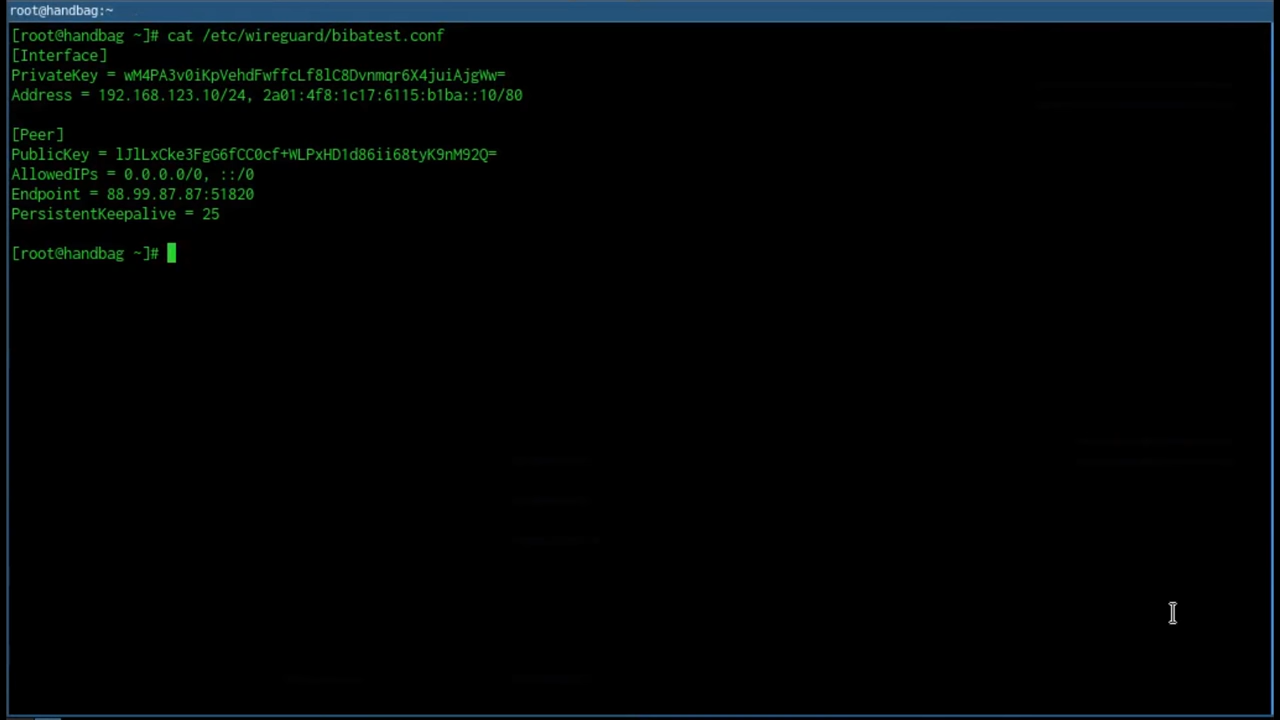 root@handbag:~
[root@handbag ~]# cat /etc/wireguard/bibatest.conf
[Interface]
PrivateKey = wM4PA3v0iKpVehdFwffcLf8lC8Dvnmqr6X4juiAjgWw=
Address = 192.168.123.10/24, 2a01:4f8:1c17:6115:b1ba::10/80
[Peer]
PublicKey = lJlLxCke3FgG6fCC0cf+WLPxHD1d86ii68tyK9nM92Q=
AllowedIPs = 0.0.0.0/0, ::/0
Endpoint = 88.99.87.87:51820
PersistentKeepalive = 25
[root@handbag ~]#